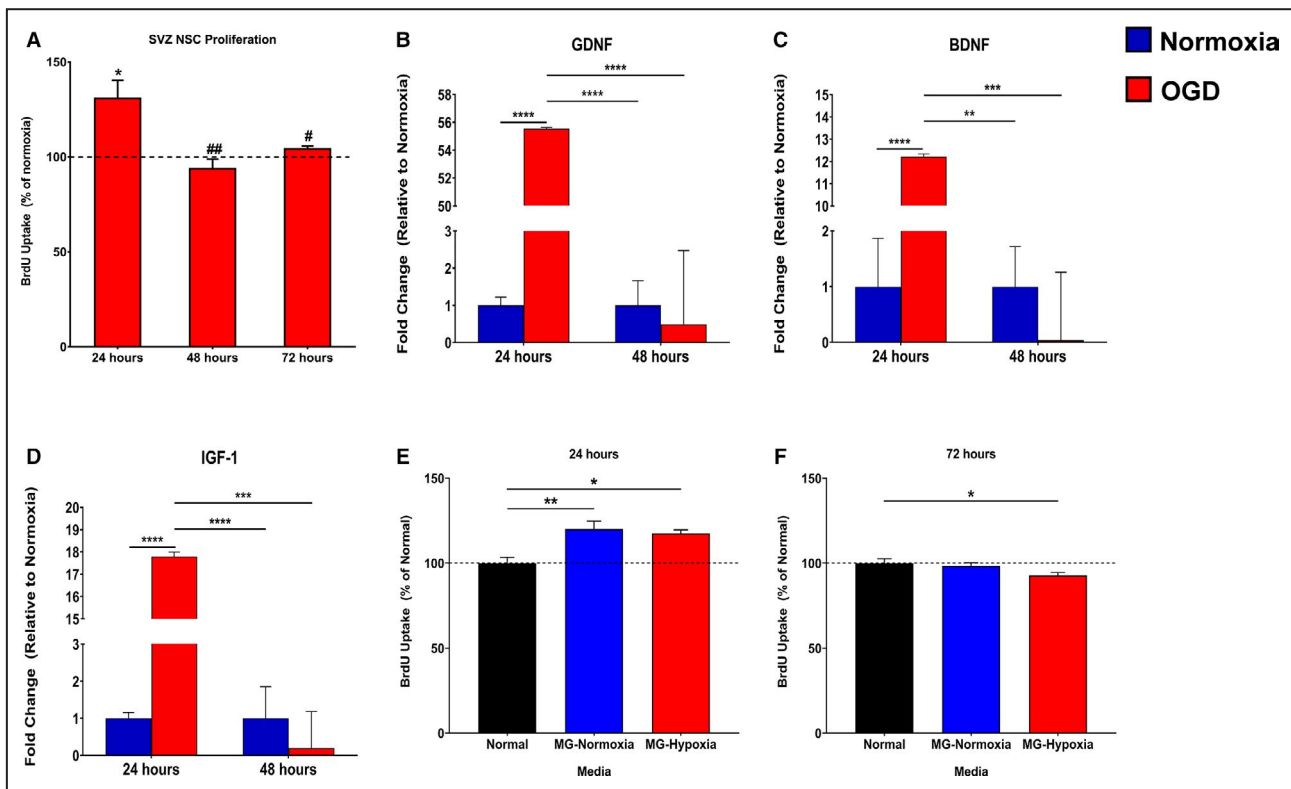 A
SVZ NSC Proliferation
BrdU Uptake (% of normoxia)
150
100
50
0
*
##
#
24 hours
48 hours
72 hours
B
GDNF
Fold Change (Relative to Normoxia)
58
56
54
52
50
3
2
1
0
****
****
****
24 hours
48 hours
C
BDNF
Fold Change (Relative to Normoxia)
15
14
13
12
11
10
2
1
0
***
**
****
24 hours
48 hours
Normoxia
OGD
D
IGF-1
Fold Change (Relative to Normoxia)
20
19
18
17
16
15
3
2
1
0
***
****
****
24 hours
48 hours
E
24 hours
BrdU Uptake (% of Normal)
150
100
50
0
*
**
Normal
MG-Normoxia
MG-Hypoxia
Media
F
72 hours
BrdU Uptake (% of Normal)
150
100
50
0
*
Normal
MG-Normoxia
MG-Hypoxia
Media